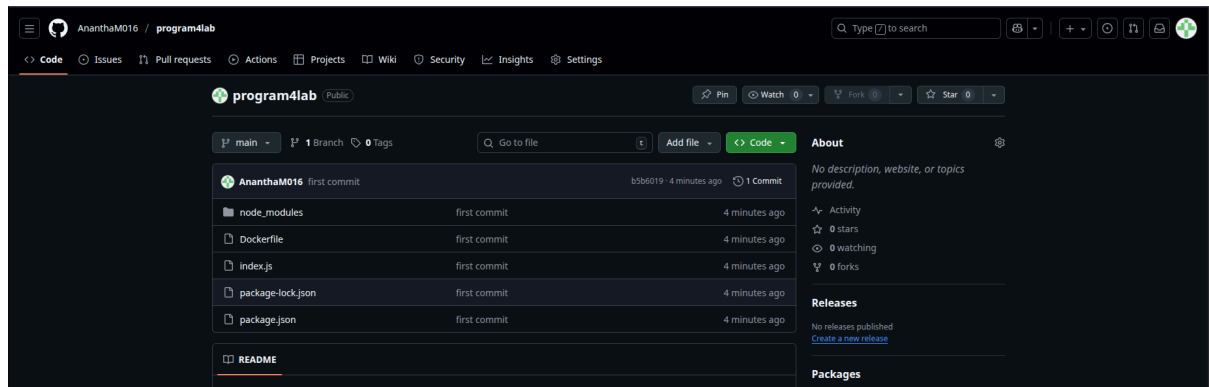 AnanthaM016 / program4lab
Type / to search
Code Issues Pull requests Actions Projects Wiki Security Insights Settings
program4lab Public
Pin Watch 0 Fork 0 Star 0
main 1 Branch 0 Tags
Go to file t Add file Code
AnanthaM016 first commit b5b6019 · 4 minutes ago 1 Commit
node_modules first commit 4 minutes ago
Dockerfile first commit 4 minutes ago
index.js first commit 4 minutes ago
package-lock.json first commit 4 minutes ago
package.json first commit 4 minutes ago
README
About
No description, website, or topics
provided.
Activity
0 stars
0 watching
0 forks
Releases
No releases published
Create a new release
Packages